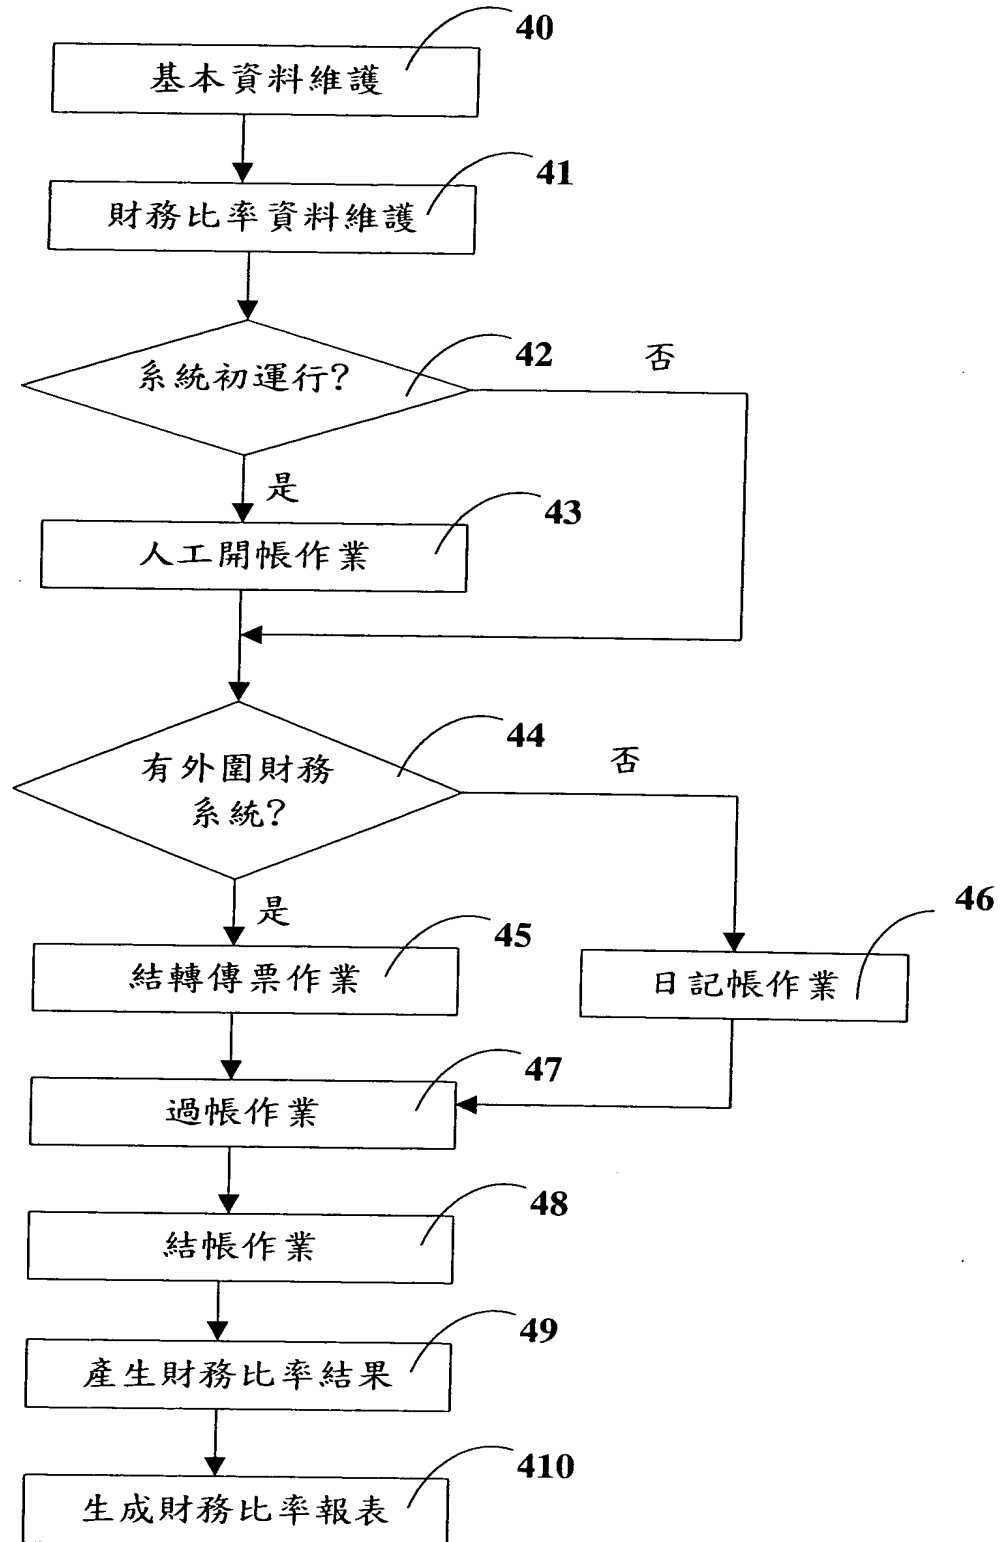 40
基本資料維護
41
財務比率資料維護
42
系統初運行?
否
是
43
人工開帳作業
44
有外圍財務
系統?
否
是
45
結轉傳票作業
46
日記帳作業
47
過帳作業
48
結帳作業
49
產生財務比率結果
410
生成財務比率報表